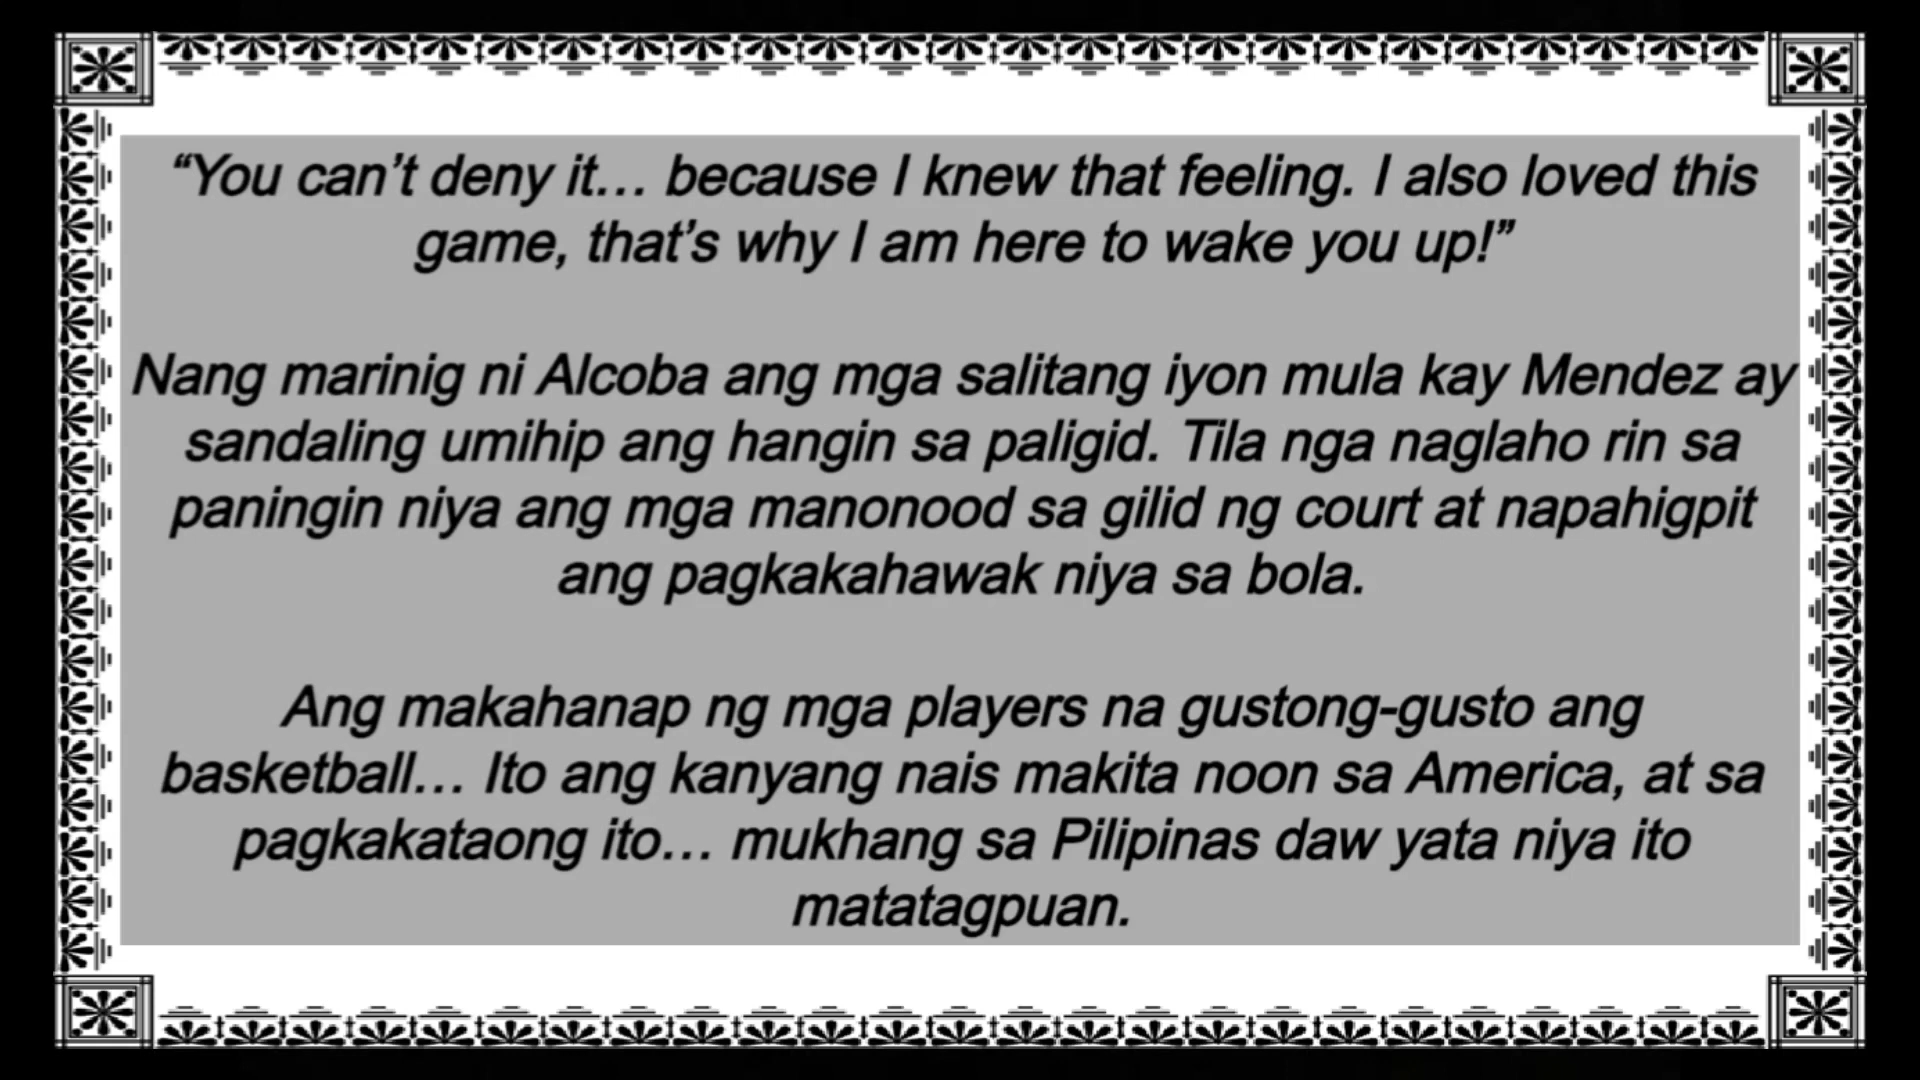 “You can’t deny it… because I knew that feeling. I also loved this
game, that’s why I am here to wake you up!”
Nang marinig ni Alcoba ang mga salitang iyon mula kay Mendez ay
sandaling umihip ang hangin sa paligid. Tila nga naglaho rin sa
paningin niya ang mga manonood sa gilid ng court at napahigpit
ang pagkakahawak niya sa bola.
Ang makahanap ng mga players na gustong-gusto ang
basketball… Ito ang kanyang nais makita noon sa America, at sa
pagkakataong ito… mukhang sa Pilipinas daw yata niya ito
matatagpuan.